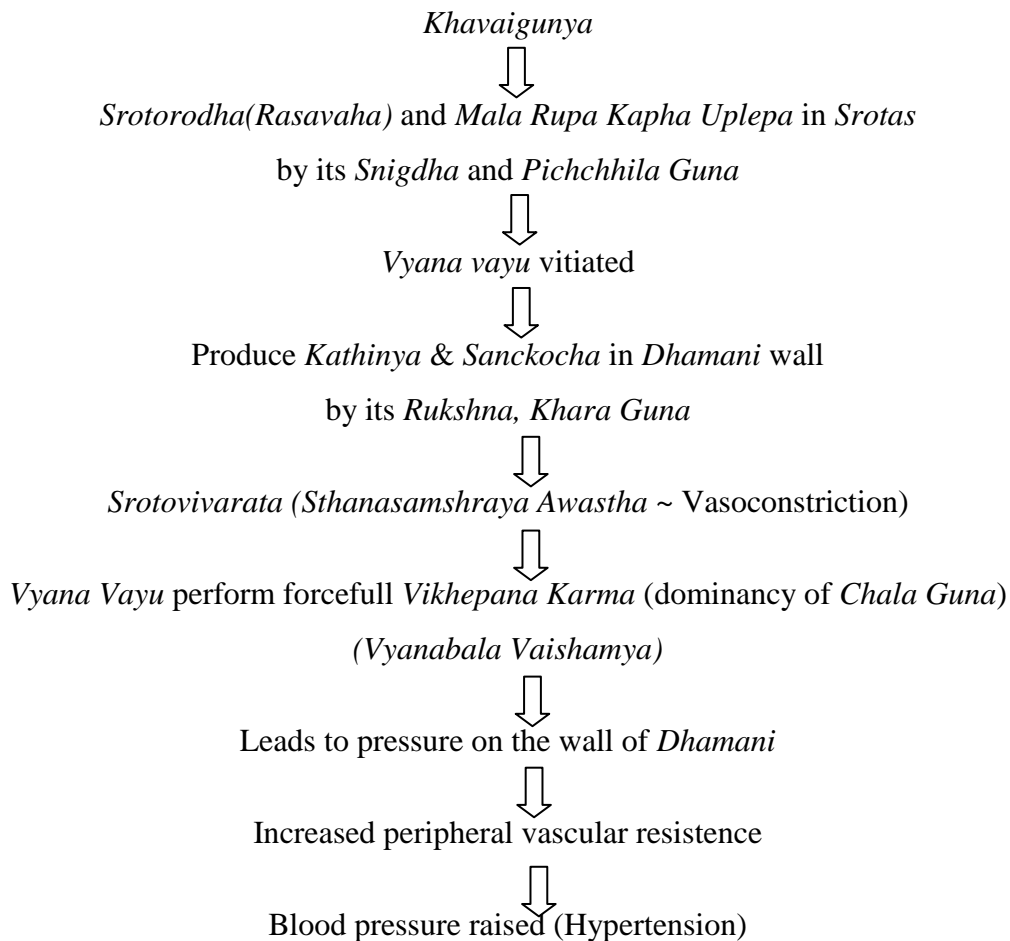 Khavaigunya
Srotorodha(Rasavaha) and Mala Rupa Kapha Uplepa in Srotas
by its Snigdha and Pichchhila Guna
Vyana vayu vitiated
Produce Kathinya & Sanckocha in Dhamani wall
by its Rukshna, Khara Guna
Srotovivarata (Sthanasamshraya Awastha ~ Vasoconstriction)
Vyana Vayu perform forcefull Vikhepana Karma (dominancy of Chala Guna)
(Vyanabala Vaishamya)
Leads to pressure on the wall of Dhamani
Increased peripheral vascular resistence
Blood pressure raised (Hypertension)